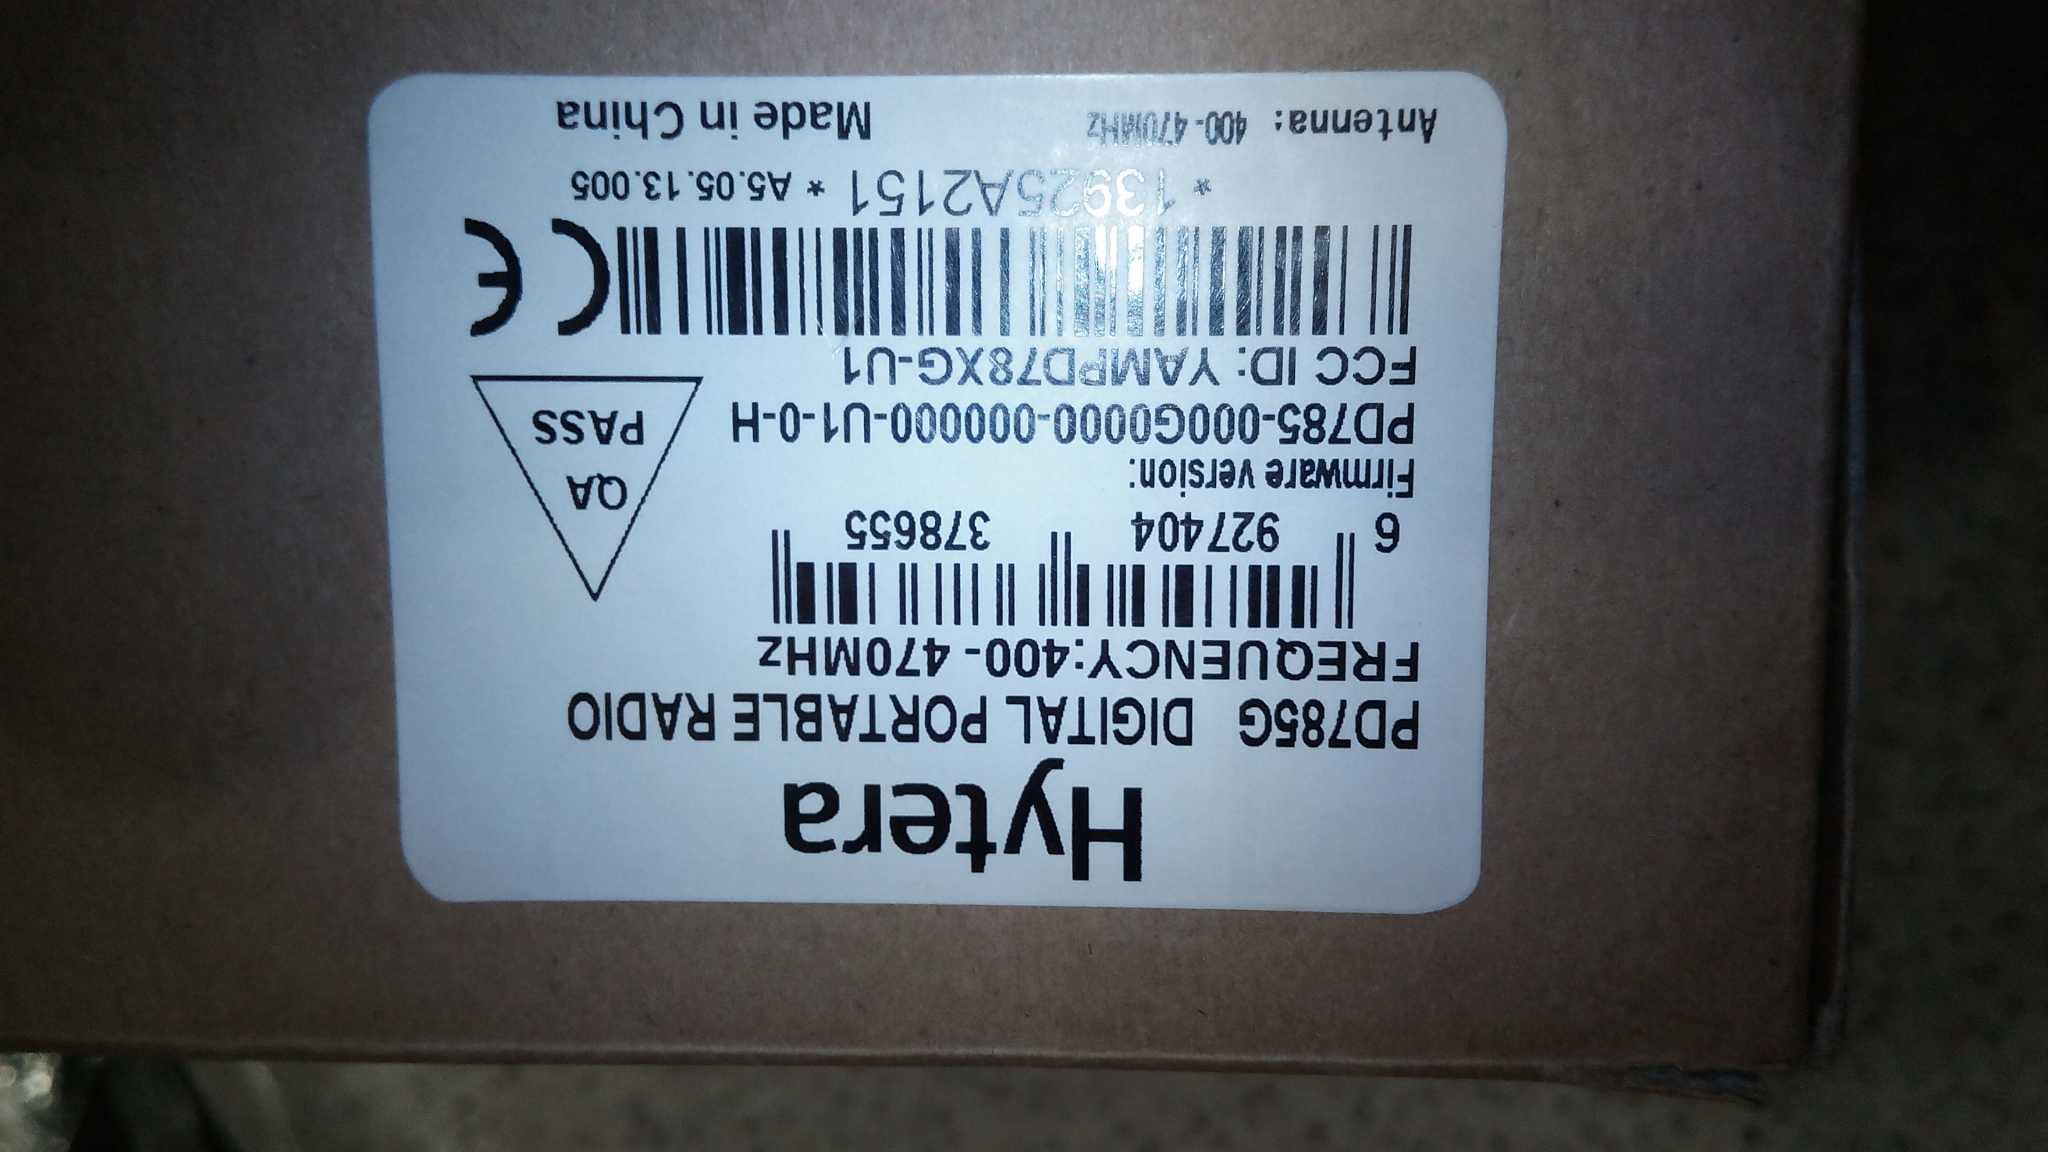 Hytera
PD785G DIGITAL PORTABLE RADIO
FREQUENCY:400-470MHz
6 927404 378655
Firmware version:
PD785-000G0000-000000-U1-0-H
FCC ID: YAMPD78XG-U1
QA
PASS
CE
* 13925A2151 * A5.05.13.005
Antenna: 400-470MHz Made in China